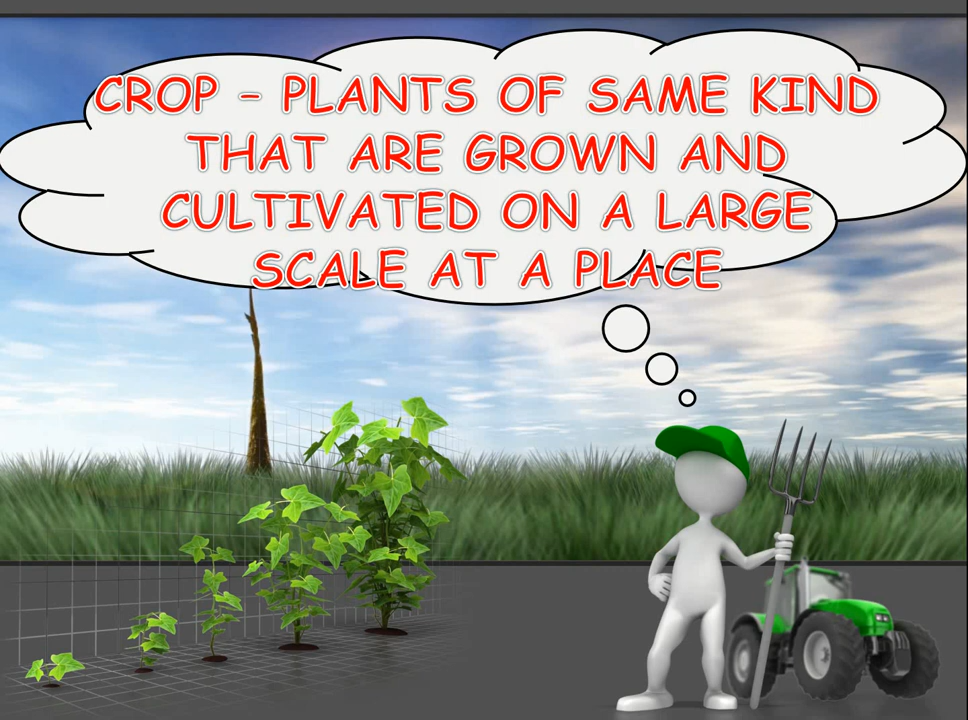 CROP – PLANTS OF SAME KIND
THAT ARE GROWN AND
CULTIVATED ON A LARGE
SCALE AT A PLACE